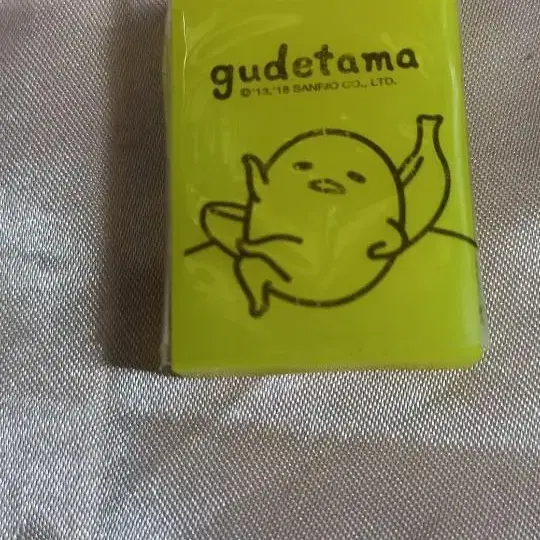 gudetama
©'13,'18 SANRIO CO., LTD.